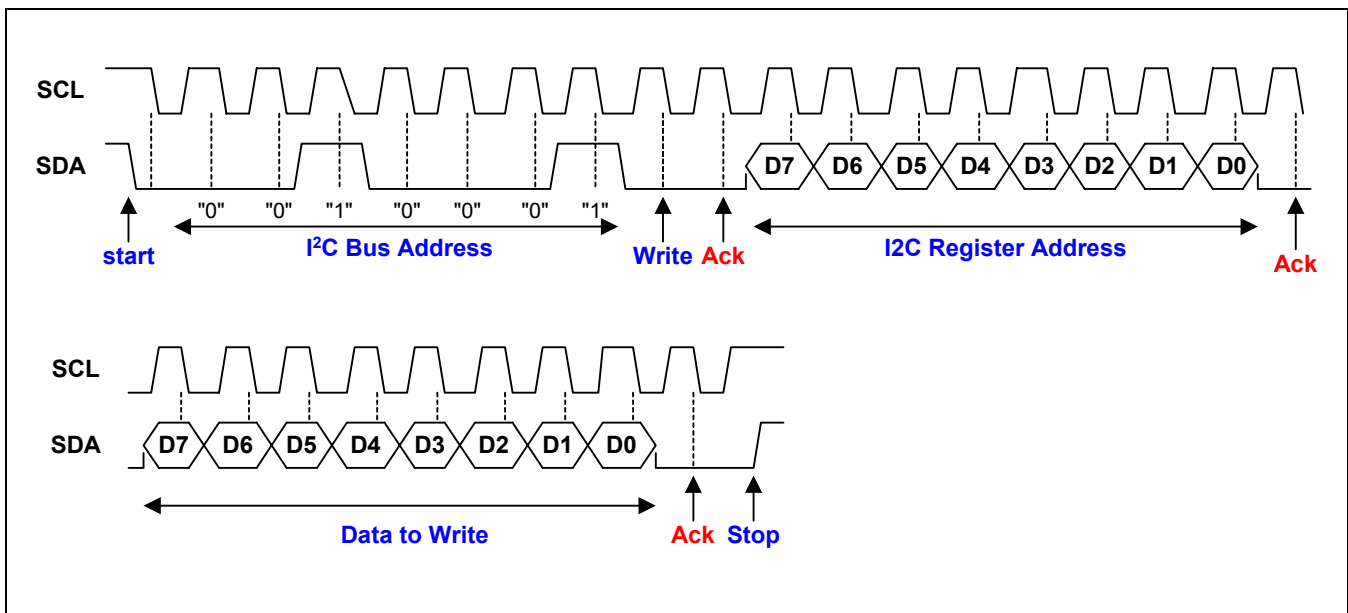 SCL
SDA D7 D6 D5 D4 D3 D2 D1 D0
"0" "0" "1" "0" "0" "0" "1"
start I²C Bus Address Write Ack I2C Register Address Ack
SCL
SDA D7 D6 D5 D4 D3 D2 D1 D0
Data to Write Ack Stop